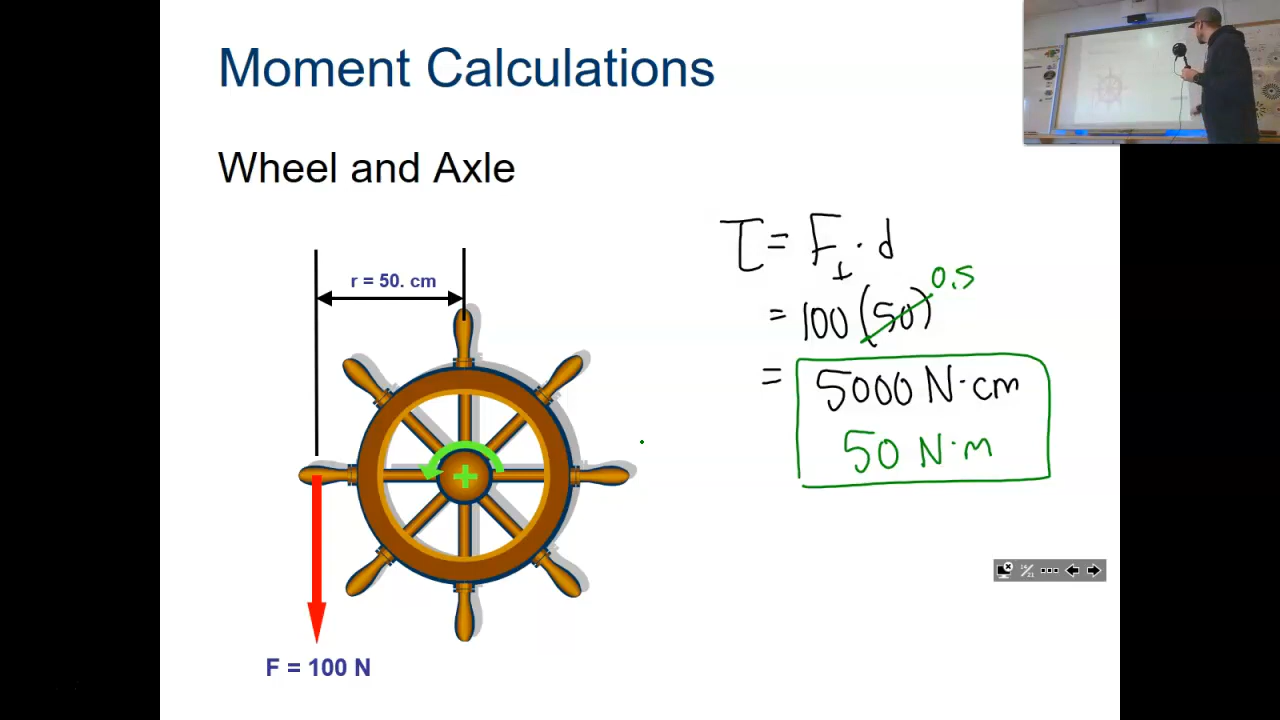 Moment Calculations
Wheel and Axle
r = 50. cm
F = 100 N
τ = F⊥ · d
= 100 (50) 0.5
= 5000 N·cm
50 N·m